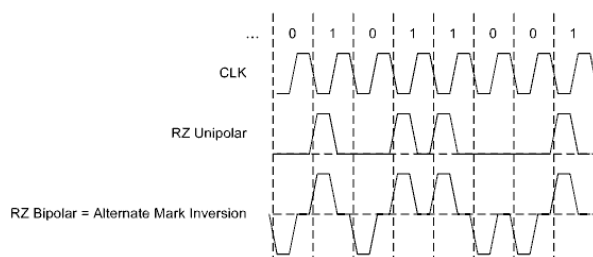 ... 0 1 0 1 1 0 0 1
CLK
RZ Unipolar
RZ Bipolar = Alternate Mark Inversion